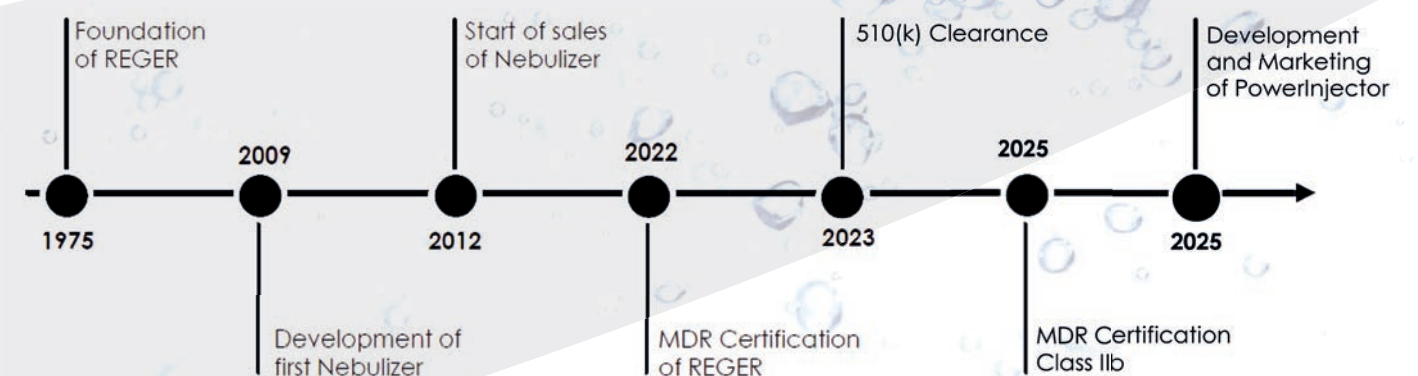 Foundation
of REGER
1975
2009
Development of
first Nebulizer
Start of sales
of Nebulizer
2012
2022
MDR Certification
of REGER
510(k) Clearance
2023
2025
MDR Certification
Class IIb
Development
and Marketing
of PowerInjector
2025